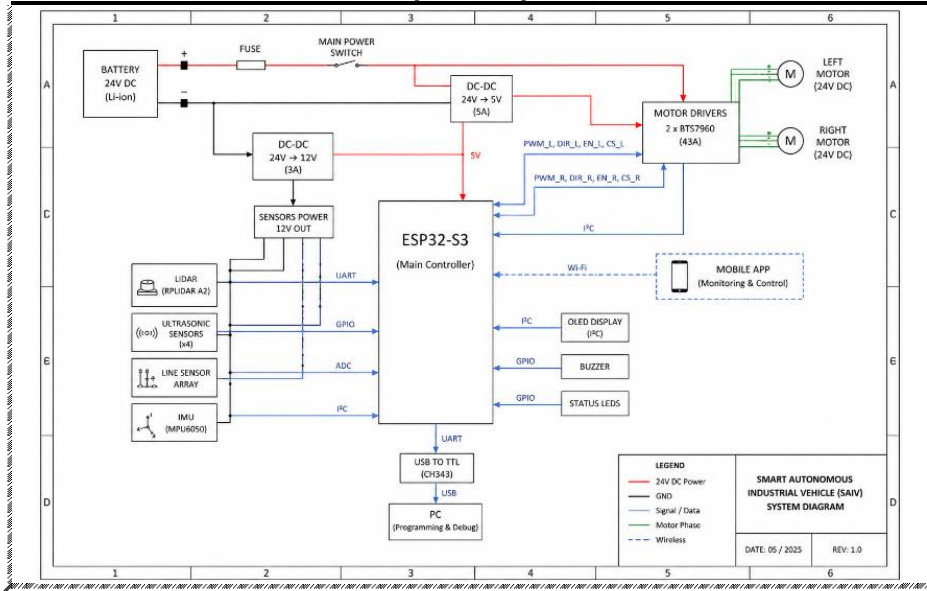 1 2 3 4 5 6
A
A
C
C
E
E
D
D
BATTERY
24V DC
(Li-ion)
+
−
FUSE
MAIN POWER
SWITCH
DC-DC
24V → 5V
(5A)
DC-DC
24V → 12V
(3A)
5V
SENSORS POWER
12V OUT
MOTOR DRIVERS
2 x BTS7960
(43A)
M
LEFT
MOTOR
(24V DC)
M
RIGHT
MOTOR
(24V DC)
PWM_L, DIR_L, EN_L, CS_L
PWM_R, DIR_R, EN_R, CS_R
I²C
ESP32-S3
(Main Controller)
Wi-Fi
MOBILE APP
(Monitoring & Control)
LIDAR
(RPLIDAR A2)
UART
ULTRASONIC
SENSORS
(x4)
GPIO
LINE SENSOR
ARRAY
ADC
IMU
(MPU6050)
I²C
I²C
OLED DISPLAY
(I²C)
GPIO
BUZZER
GPIO
STATUS LEDS
UART
USB TO TTL
(CH343)
USB
PC
(Programming & Debug)
LEGEND
24V DC Power
GND
Signal / Data
Motor Phase
Wireless
SMART AUTONOMOUS
INDUSTRIAL VEHICLE (SAIV)
SYSTEM DIAGRAM
DATE: 05 / 2025
REV: 1.0
1 2 3 4 5 6